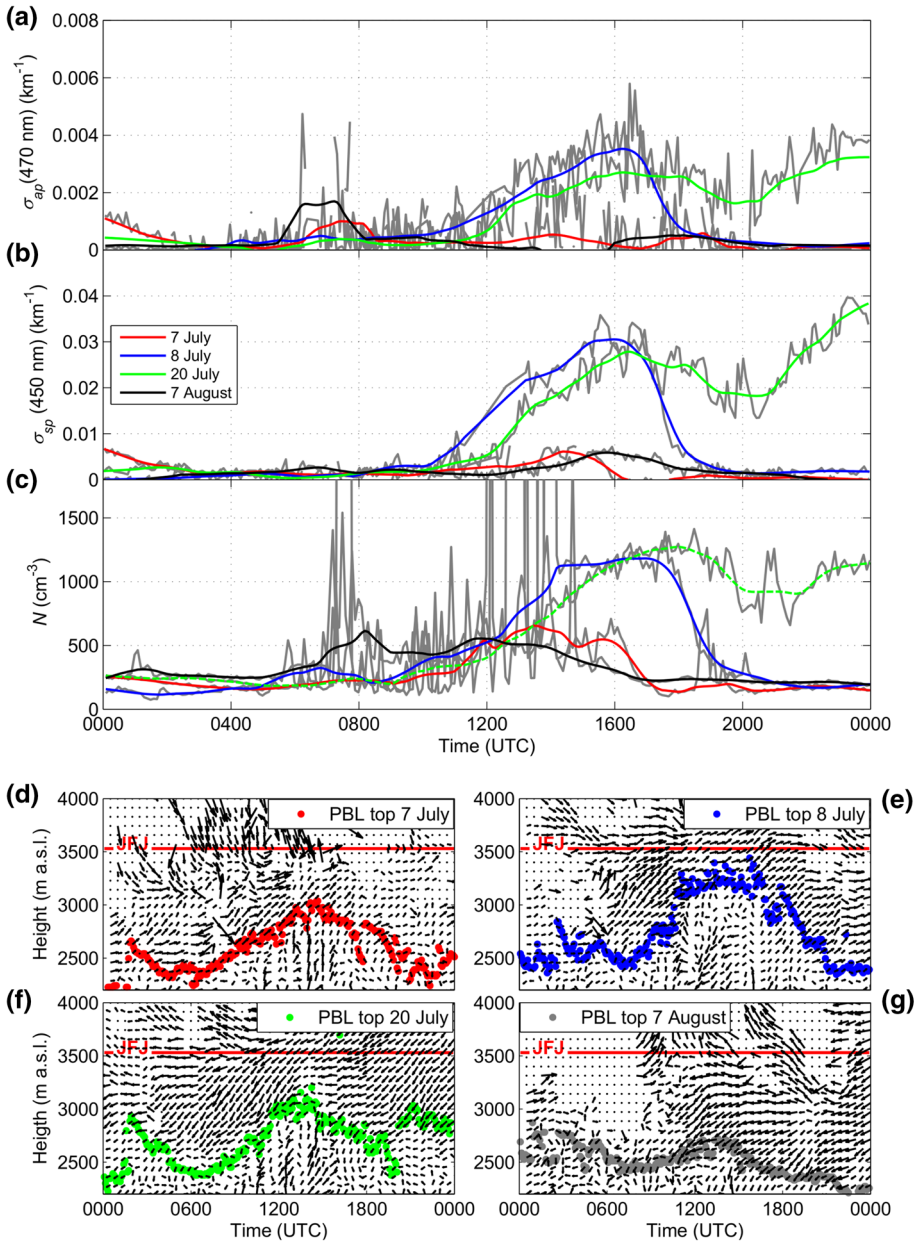 (a)
0.008
0.006
0.004
0.002
0
σap(470 nm) (km-1)
(b)
0.04
0.03
0.02
0.01
0
σsp (450 nm) (km-1)
7 July
8 July
20 July
7 August
(c)
1500
1000
500
0
N (cm-3)
0000 0400 0800 1200 1600 2000 0000
Time (UTC)
(d)
4000
3500
3000
2500
Height (m a.s.l.)
PBL top 7 July
JFJ
(e)
PBL top 8 July
JFJ
(f)
4000
3500
3000
2500
Heigth (m a.s.l.)
PBL top 20 July
JFJ
0000 0600 1200 1800 0000
Time (UTC)
(g)
PBL top 7 August
JFJ
0000 0600 1200 1800 0000
Time (UTC)